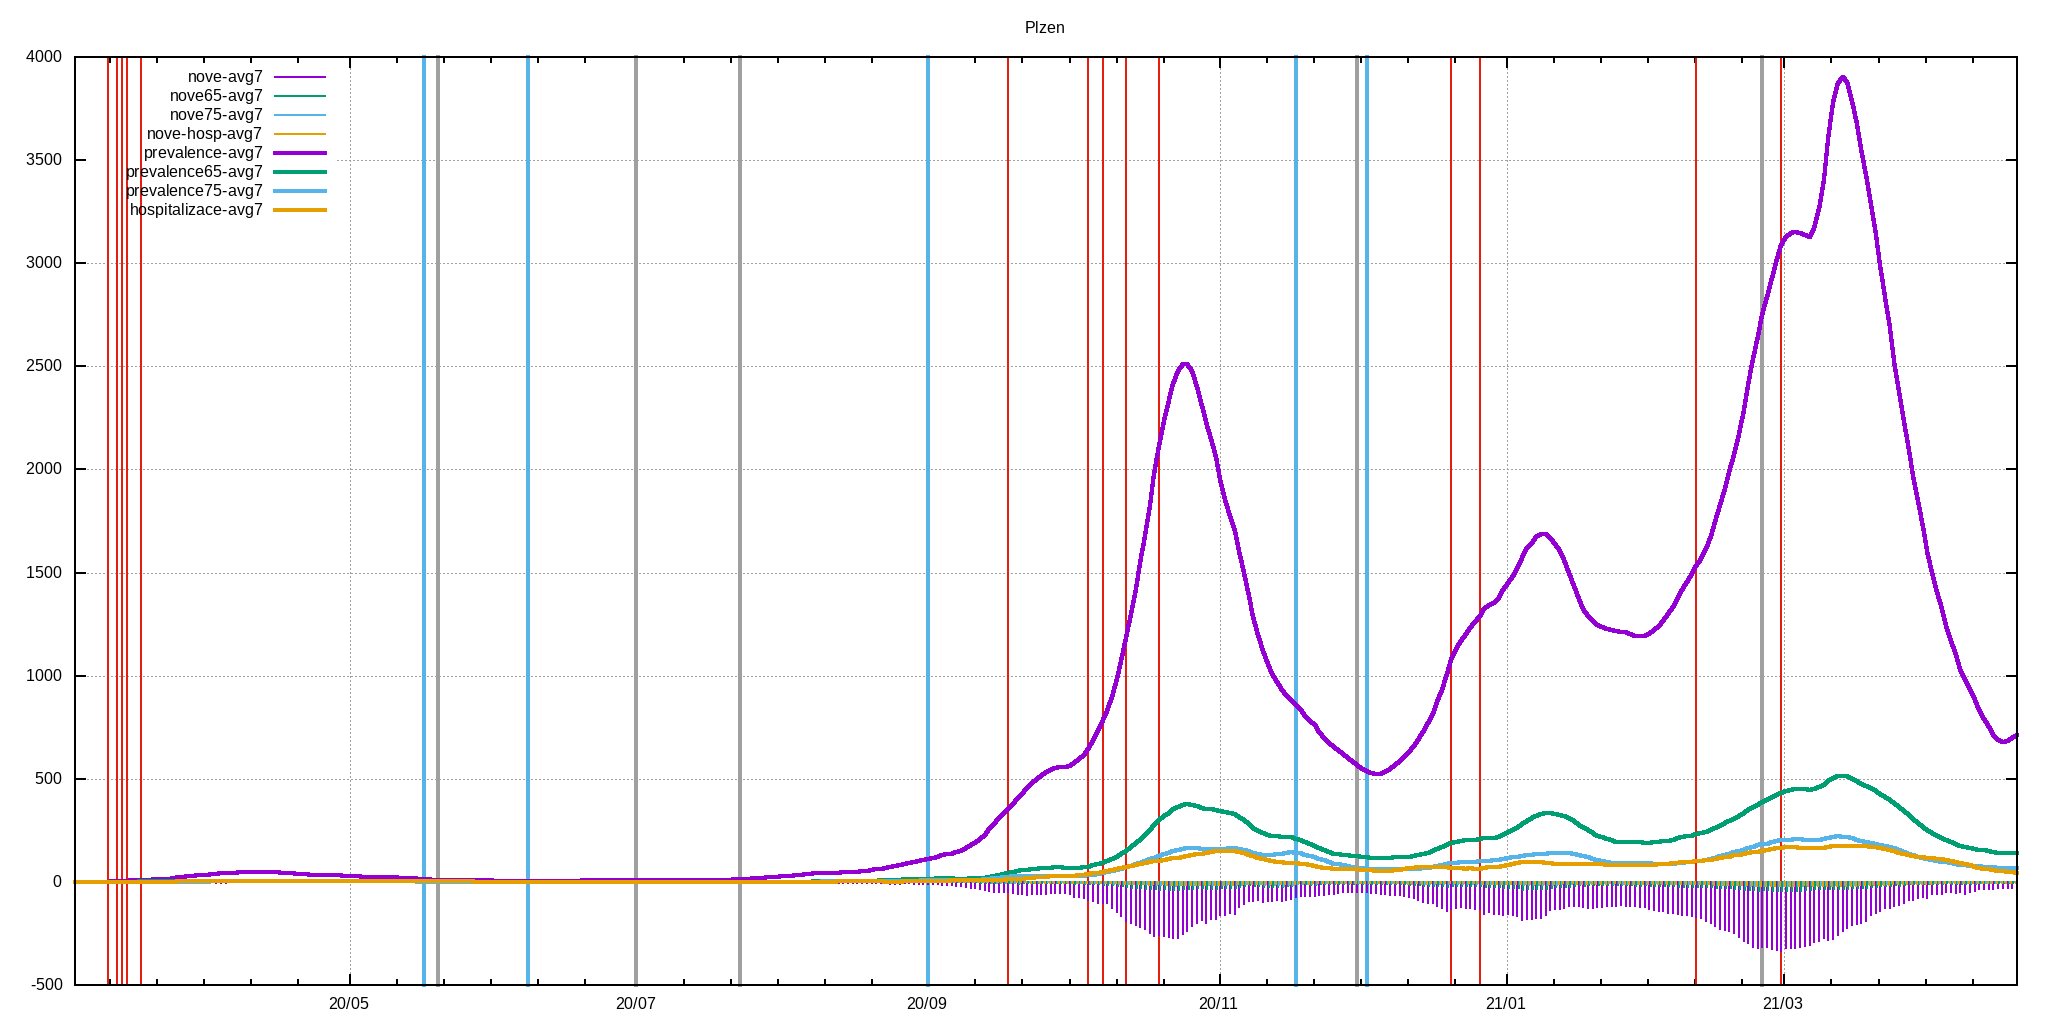 Plzen
4000
3500
3000
2500
2000
1500
1000
500
0
-500
nove-avg7
nove65-avg7
nove75-avg7
nove-hosp-avg7
prevalence-avg7
prevalence65-avg7
prevalence75-avg7
hospitalizace-avg7
20/05
20/07
20/09
20/11
21/01
21/03